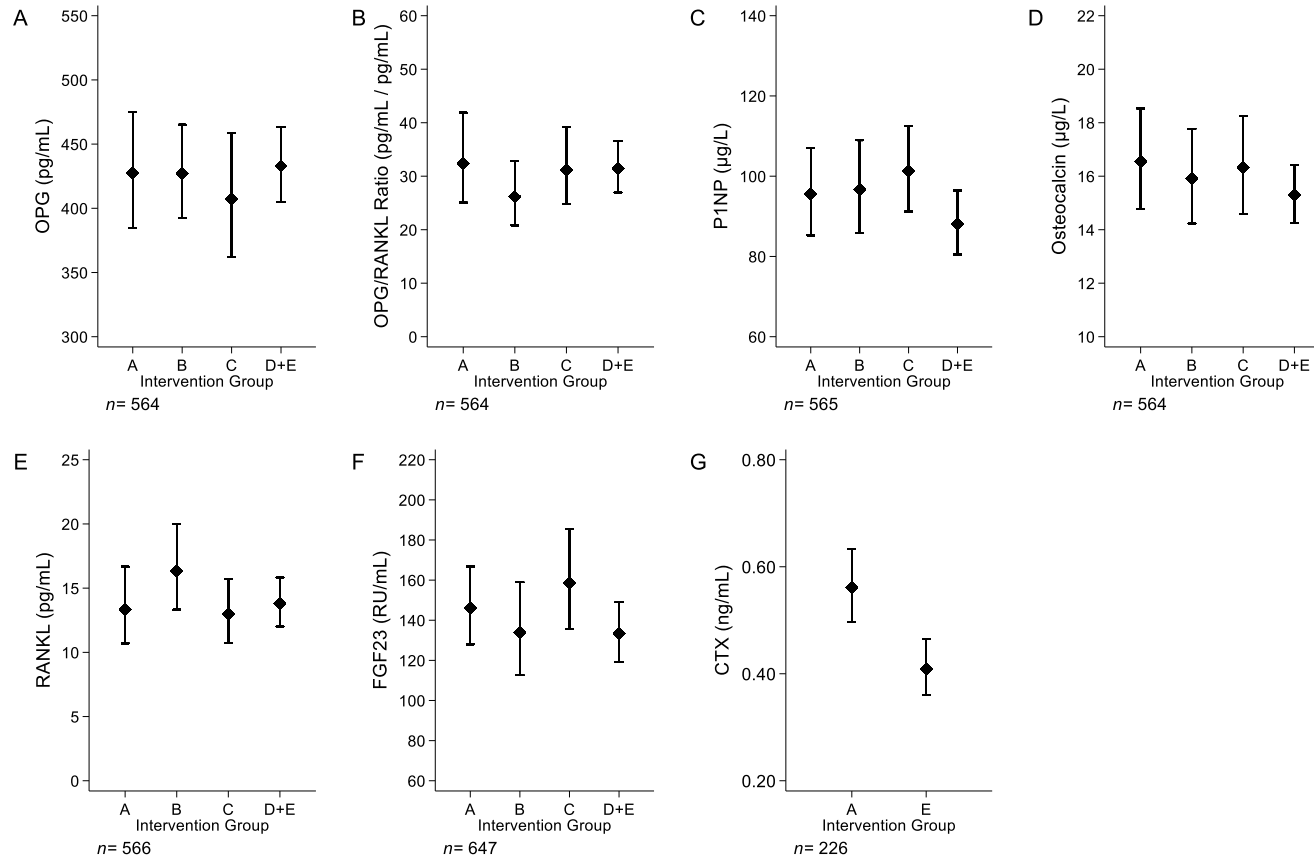 A
OPG (pg/mL)
550
500
450
400
350
300
A B C D+E
Intervention Group
n= 564
B
OPG/RANKL Ratio (pg/mL / pg/mL)
60
50
40
30
20
10
0
A B C D+E
Intervention Group
n= 564
C
P1NP (µg/L)
140
120
100
80
60
A B C D+E
Intervention Group
n= 565
D
Osteocalcin (µg/L)
22
20
18
16
14
12
10
A B C D+E
Intervention Group
n= 564
E
RANKL (pg/mL)
25
20
15
10
5
0
A B C D+E
Intervention Group
n= 566
F
FGF23 (RU/mL)
220
200
180
160
140
120
100
80
60
A B C D+E
Intervention Group
n= 647
G
CTX (ng/mL)
0.80
0.60
0.40
0.20
A E
Intervention Group
n= 226